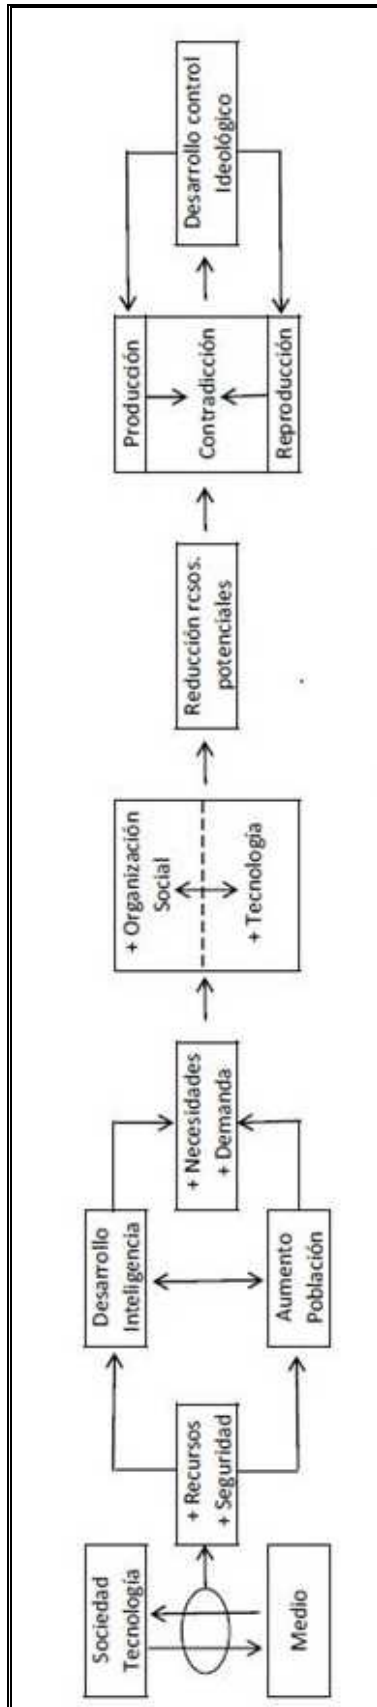 Sociedad
Tecnología
Medio
+ Recursos
+ Seguridad
Desarrollo
Inteligencia
Aumento
Población
+ Necesidades
+ Demanda
+ Organización
Social
+ Tecnología
Reducción rcsos.
potenciales
Producción
Contradicción
Reproducción
Desarrollo control
Ideológico